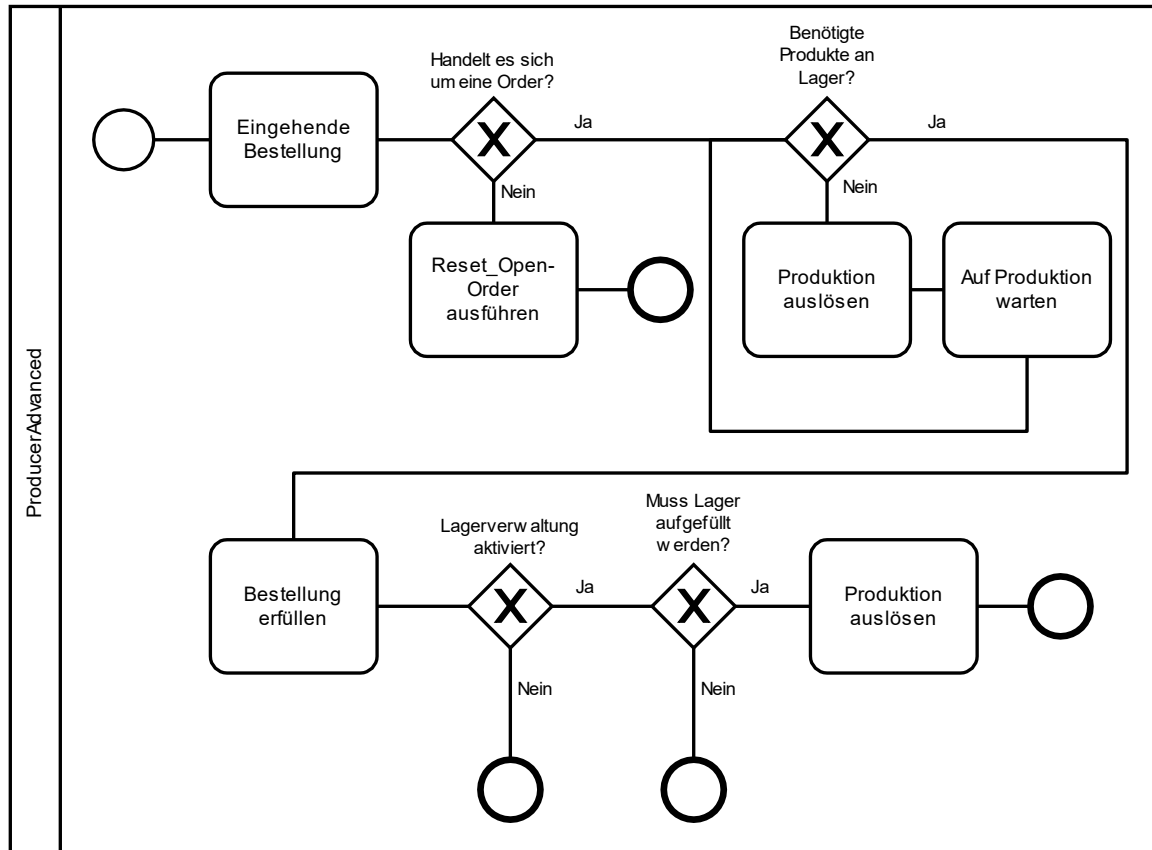 ProducerAdvanced
Eingehende
Bestellung
Handelt es sich
um eine Order?
Ja
Nein
Reset_Open-
Order
ausführen
Benötigte
Produkte an
Lager?
Ja
Nein
Produktion
auslösen
Auf Produktion
warten
Bestellung
erfüllen
Lagerverwaltung
aktiviert?
Ja
Nein
Muss Lager
aufgefüllt
werden?
Ja
Nein
Produktion
auslösen